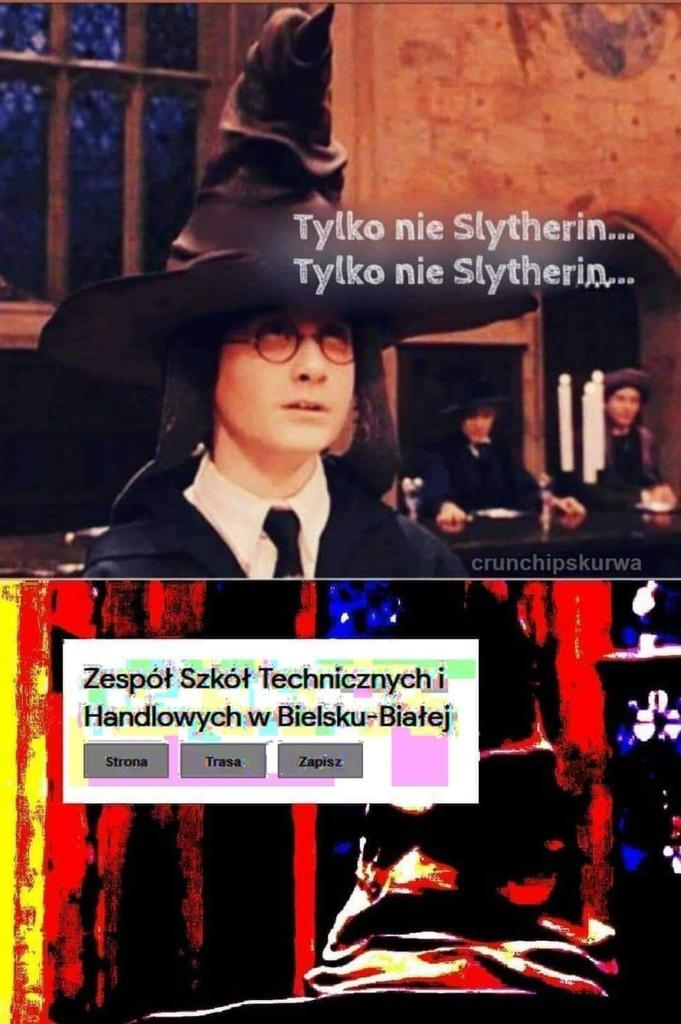 Tylko nie Slytherin...
Tylko nie Slytherin...
crunchipskurwa
Zespół Szkół Technicznych i
Handlowych w Bielsku-Białej
Strona
Trasa
Zapisz